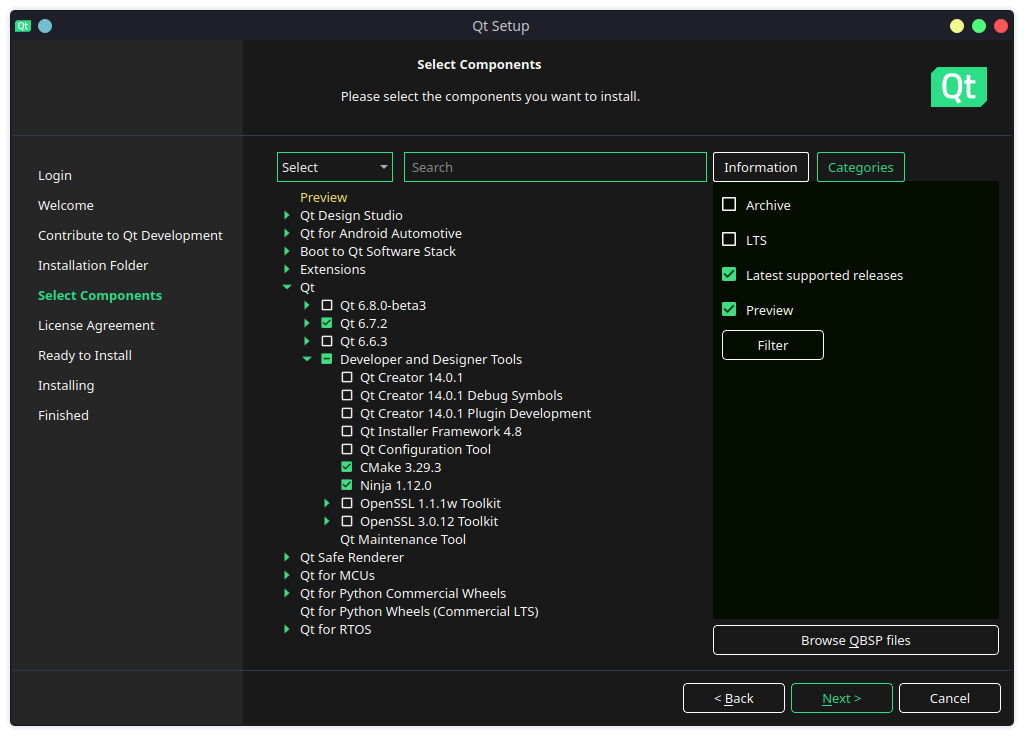 Qt
Qt Setup
Select Components
Please select the components you want to install.
Qt
Login
Welcome
Contribute to Qt Development
Installation Folder
Select Components
License Agreement
Ready to Install
Installing
Finished
Select
Search
Information
Categories
Preview
Qt Design Studio
Qt for Android Automotive
Boot to Qt Software Stack
Extensions
Qt
Qt 6.8.0-beta3
Qt 6.7.2
Qt 6.6.3
Developer and Designer Tools
Qt Creator 14.0.1
Qt Creator 14.0.1 Debug Symbols
Qt Creator 14.0.1 Plugin Development
Qt Installer Framework 4.8
Qt Configuration Tool
CMake 3.29.3
Ninja 1.12.0
OpenSSL 1.1.1w Toolkit
OpenSSL 3.0.12 Toolkit
Qt Maintenance Tool
Qt Safe Renderer
Qt for MCUs
Qt for Python Commercial Wheels
Qt for Python Wheels (Commercial LTS)
Qt for RTOS
Archive
LTS
Latest supported releases
Preview
Filter
Browse QBSP files
< Back
Next >
Cancel